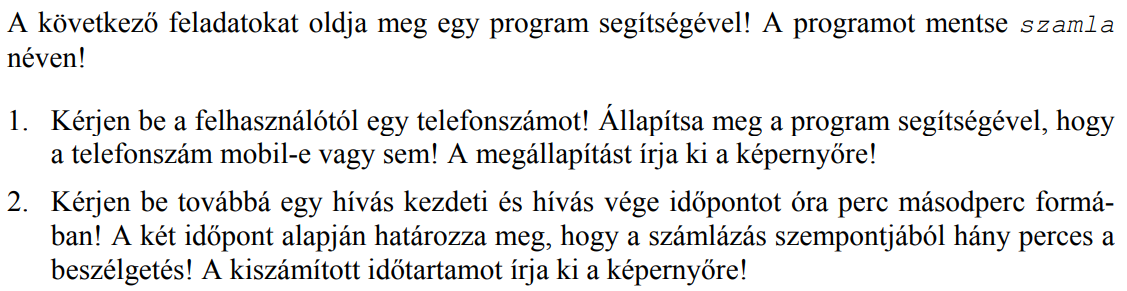 A következő feladatokat oldja meg egy program segítségével! A programot mentse szamla
néven!
1. Kérjen be a felhasználótól egy telefonszámot! Állapítsa meg a program segítségével, hogy
a telefonszám mobil-e vagy sem! A megállapítást írja ki a képernyőre!
2. Kérjen be továbbá egy hívás kezdeti és hívás vége időpontot óra perc másodperc formá-
ban! A két időpont alapján határozza meg, hogy a számlázás szempontjából hány perces a
beszélgetés! A kiszámított időtartamot írja ki a képernyőre!